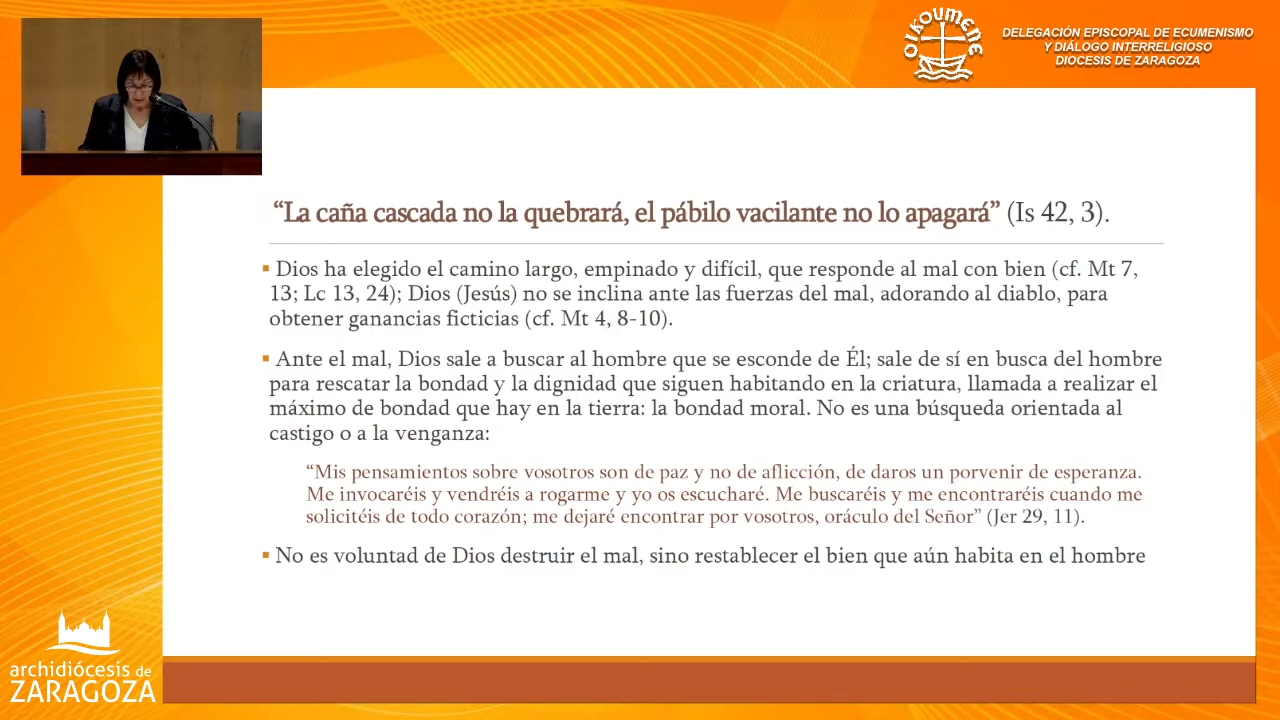 OIKOUMENE
DELEGACIÓN EPISCOPAL DE ECUMENISMO
Y DIÁLOGO INTERRELIGIOSO
DIOCESIS DE ZARAGOZA
“La caña cascada no la quebrará, el pábilo vacilante no lo apagará” (Is 42, 3).
Dios ha elegido el camino largo, empinado y difícil, que responde al mal con bien (cf. Mt 7,
13; Lc 13, 24); Dios (Jesús) no se inclina ante las fuerzas del mal, adorando al diablo, para
obtener ganancias ficticias (cf. Mt 4, 8-10).
Ante el mal, Dios sale a buscar al hombre que se esconde de Él; sale de sí en busca del hombre
para rescatar la bondad y la dignidad que siguen habitando en la criatura, llamada a realizar el
máximo de bondad que hay en la tierra: la bondad moral. No es una búsqueda orientada al
castigo o a la venganza:
“Mis pensamientos sobre vosotros son de paz y no de aflicción, de daros un porvenir de esperanza.
Me invocaréis y vendréis a rogarme y yo os escucharé. Me buscaréis y me encontraréis cuando me
solicitéis de todo corazón; me dejaré encontrar por vosotros, oráculo del Señor” (Jer 29, 11).
No es voluntad de Dios destruir el mal, sino restablecer el bien que aún habita en el hombre
archidiócesis de
ZARAGOZA